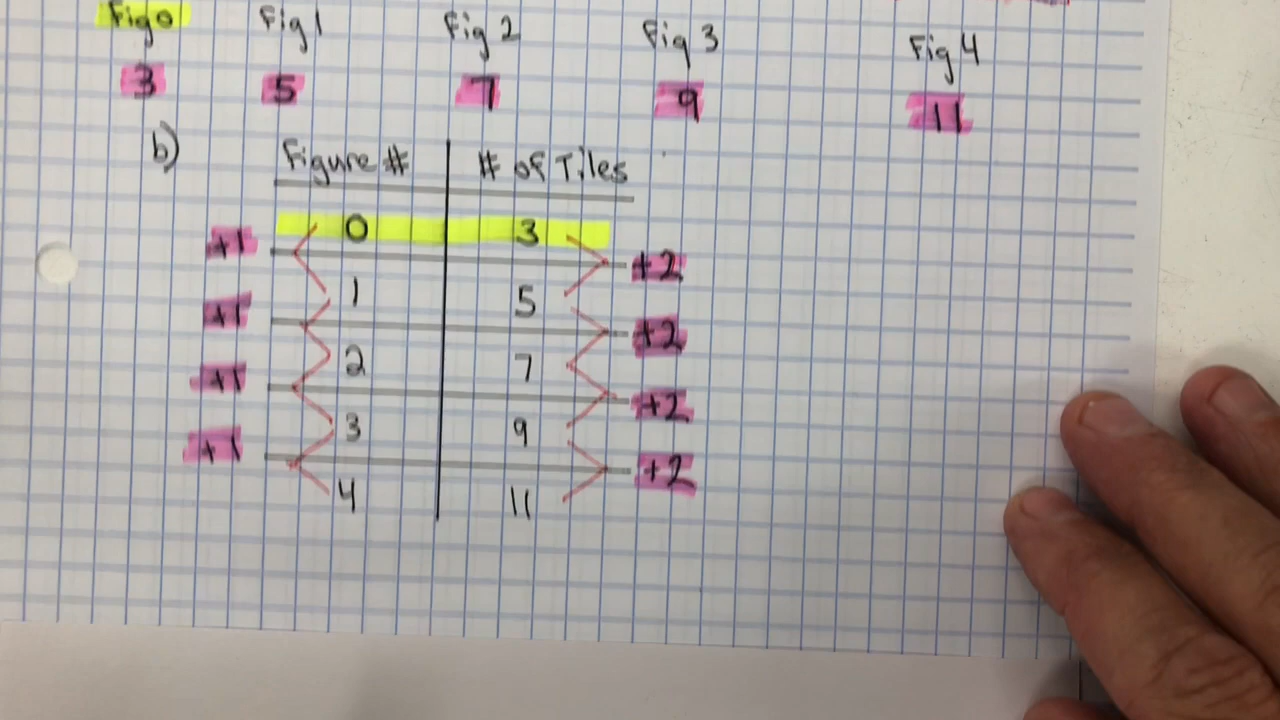 Fig 0 Fig 1 Fig 2 Fig 3 Fig 4
3 5 7 9 11
b)
Figure # # of Tiles
0 3
+1 +2
1 5
+1 +2
2 7
+1 +2
3 9
+1 +2
4 11